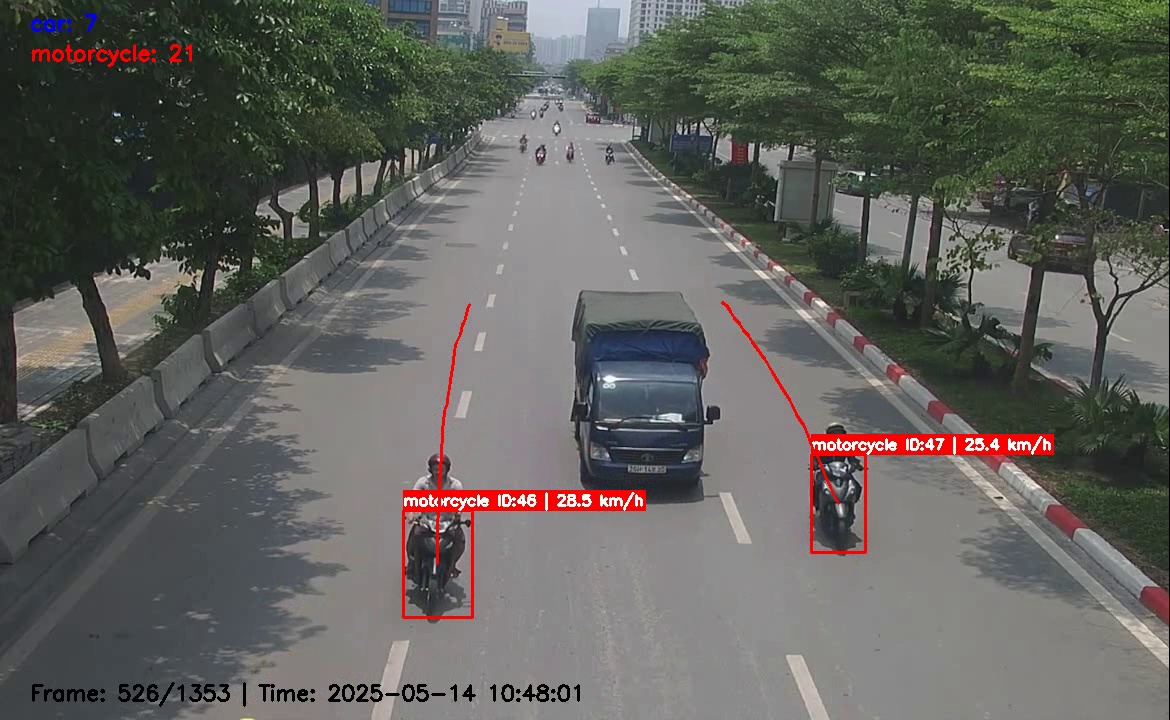 car: 7
motorcycle: 21
motorcycle ID:47 | 25.4 km/h
motorcycle ID:46 | 28.5 km/h
Frame: 526/1353 | Time: 2025-05-14 10:48:01